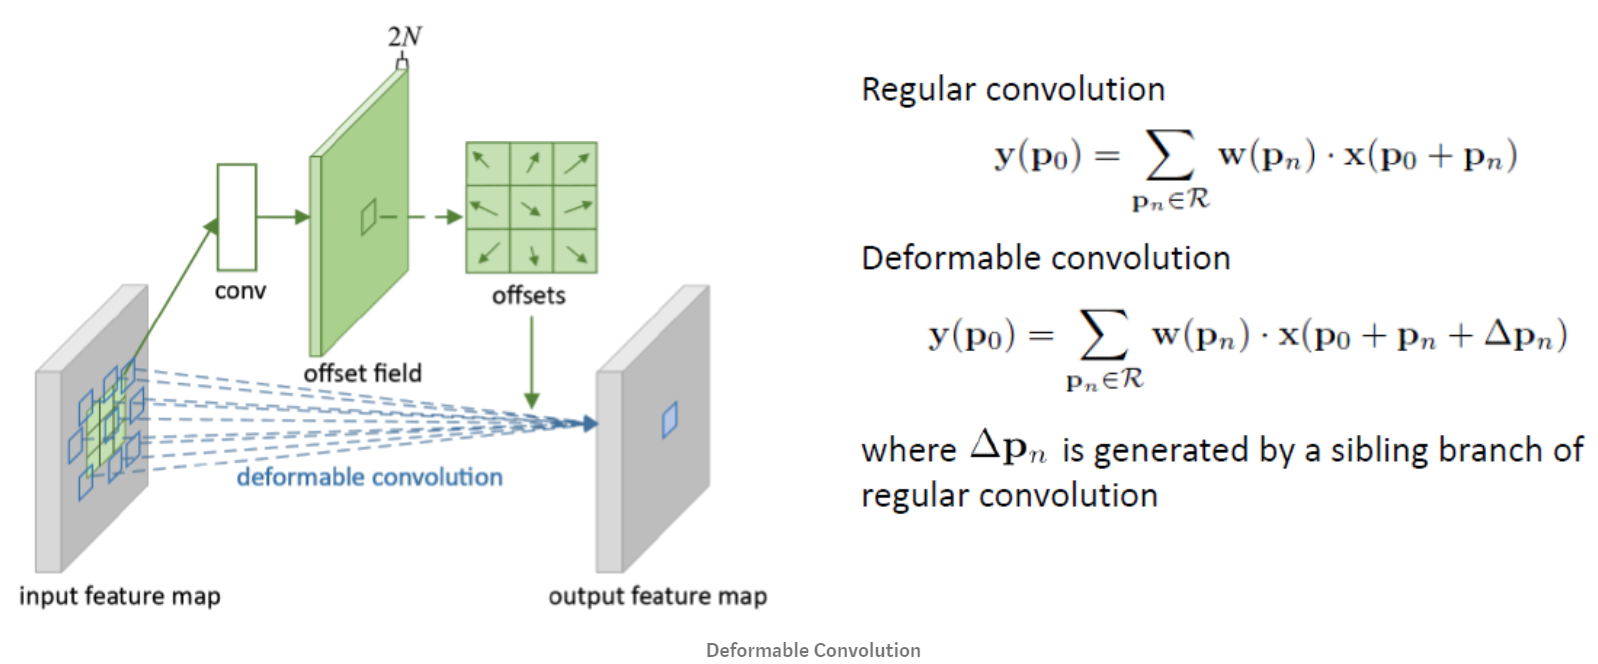 2N
conv
offsets
offset field
deformable convolution
input feature map
output feature map
Regular convolution
y(p₀) = ∑ w(pₙ) · x(p₀ + pₙ)
pₙ∈ℛ
Deformable convolution
y(p₀) = ∑ w(pₙ) · x(p₀ + pₙ + Δpₙ)
pₙ∈ℛ
where Δpₙ is generated by a sibling branch of
regular convolution
Deformable Convolution